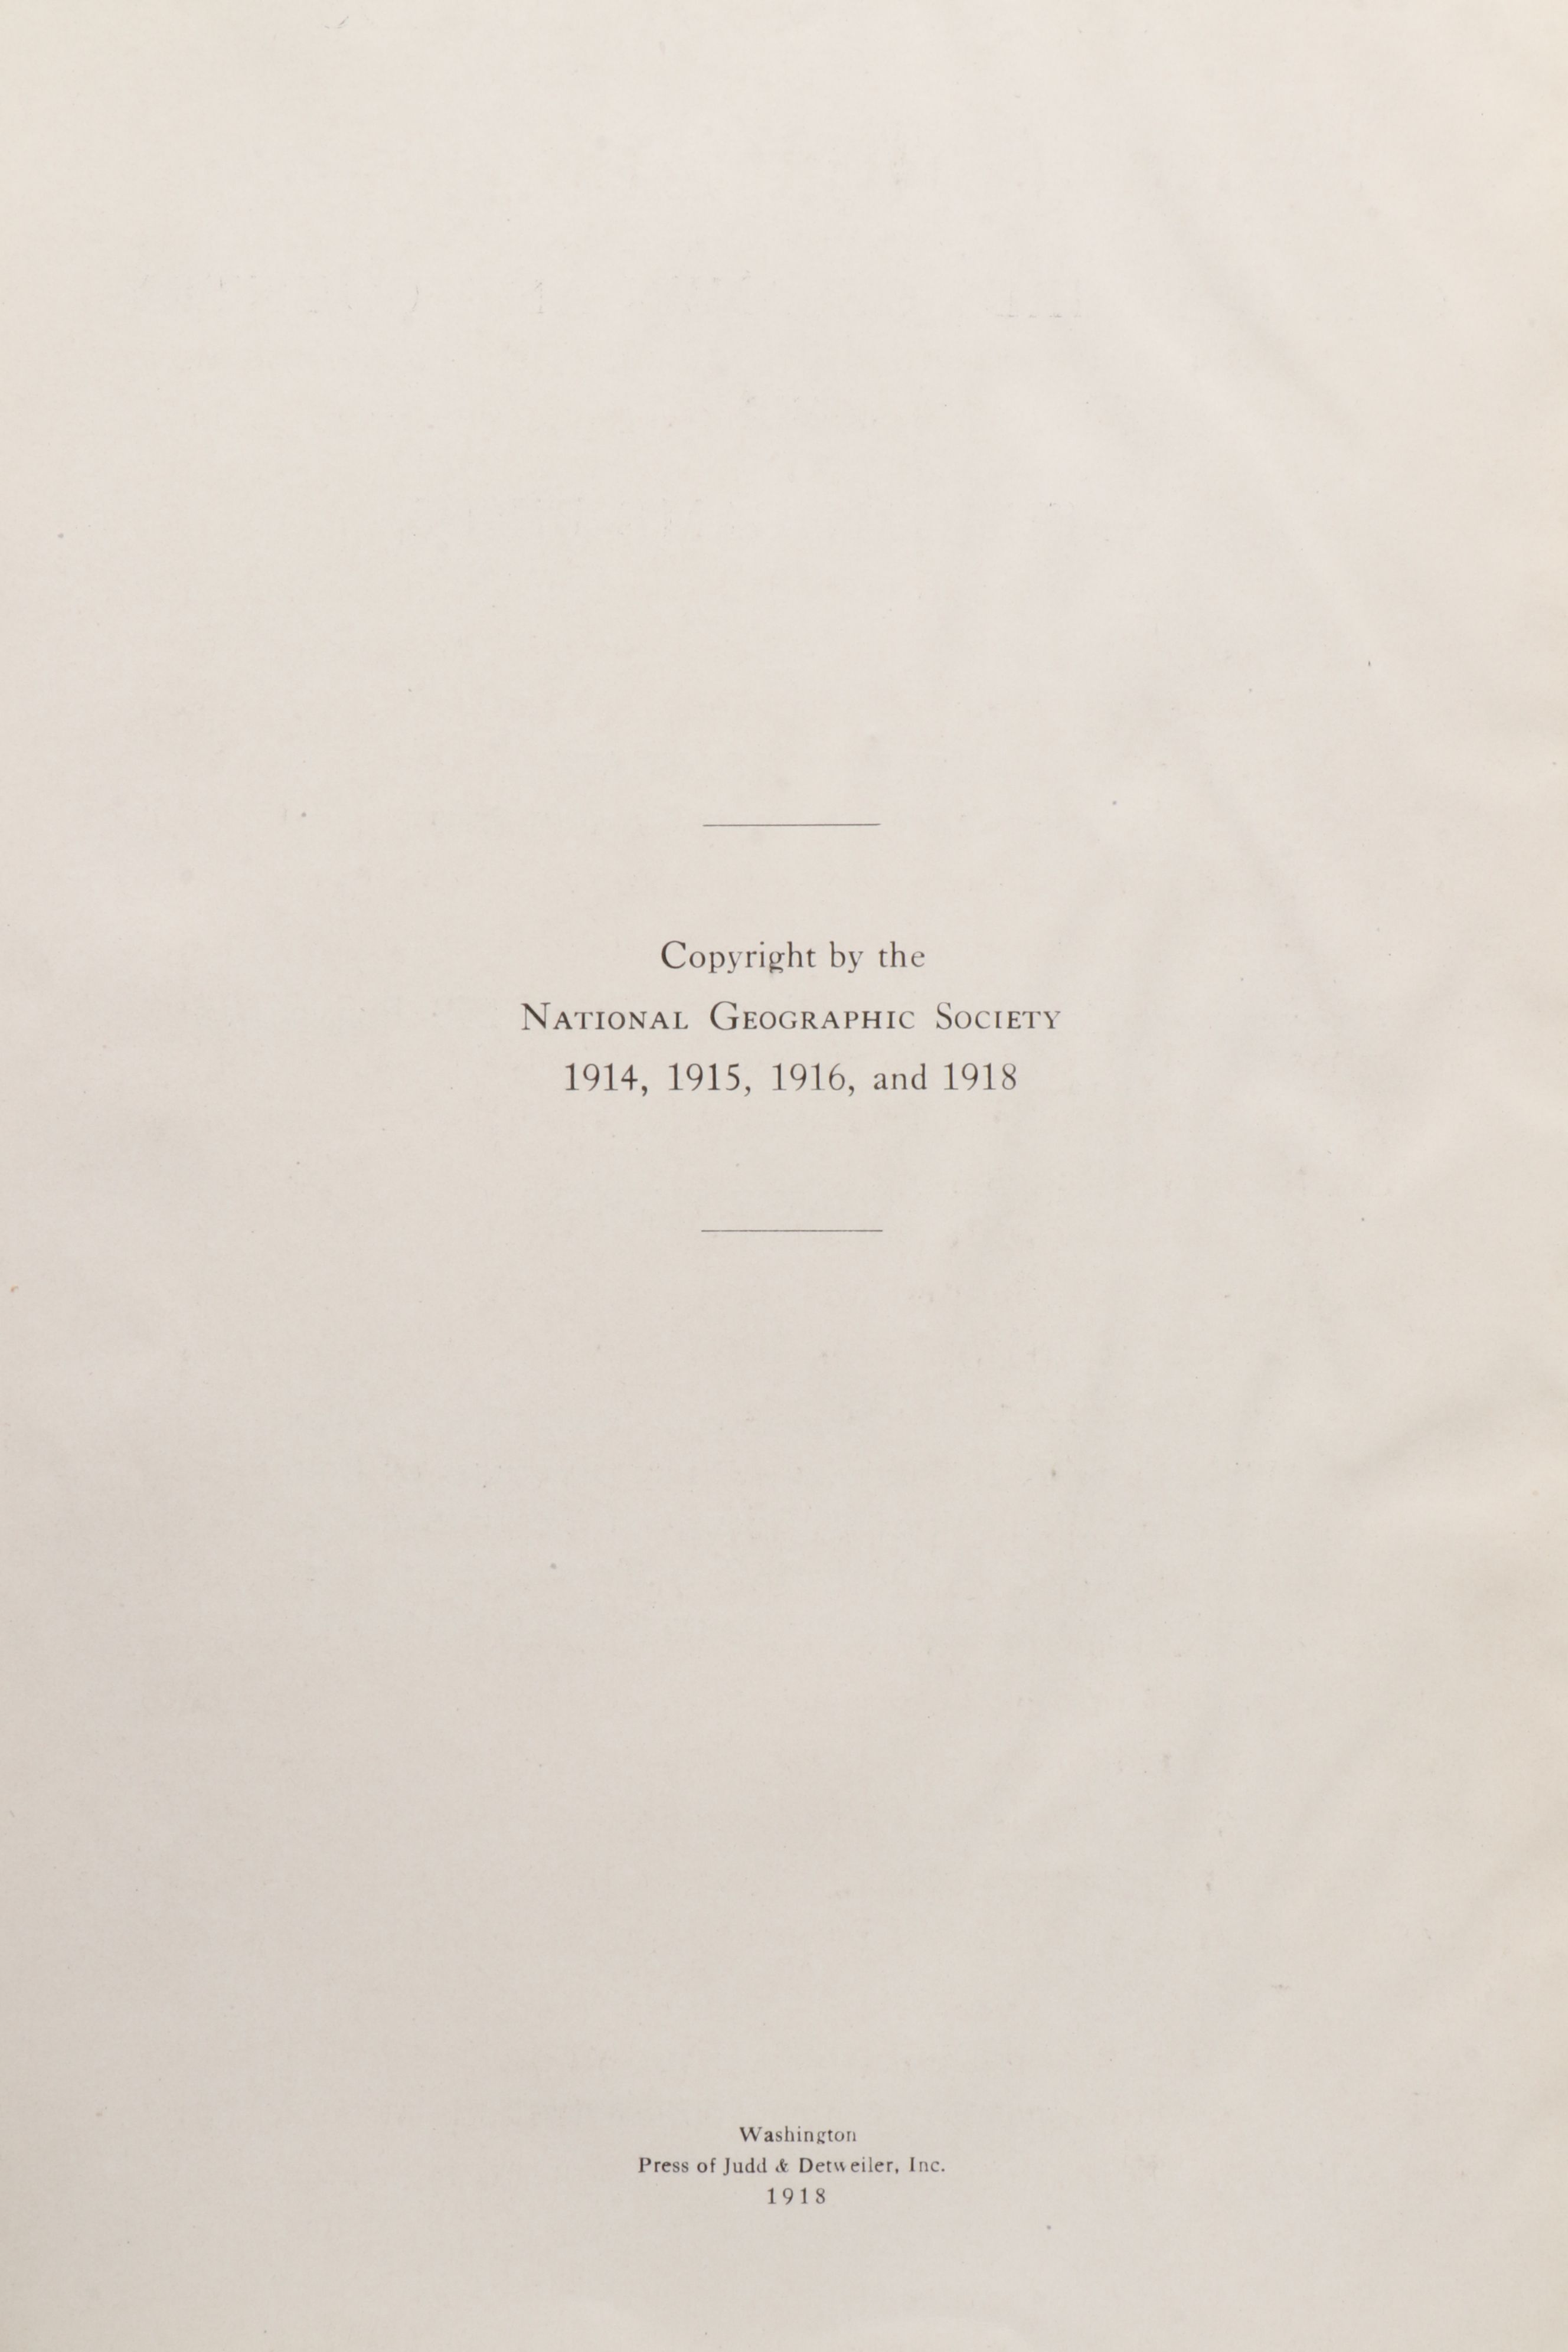 Copyright by the
National Geographic Society
1914, 1915, 1916, and 1918
Washington
Press of Judd & Detweiler, Inc.
1918